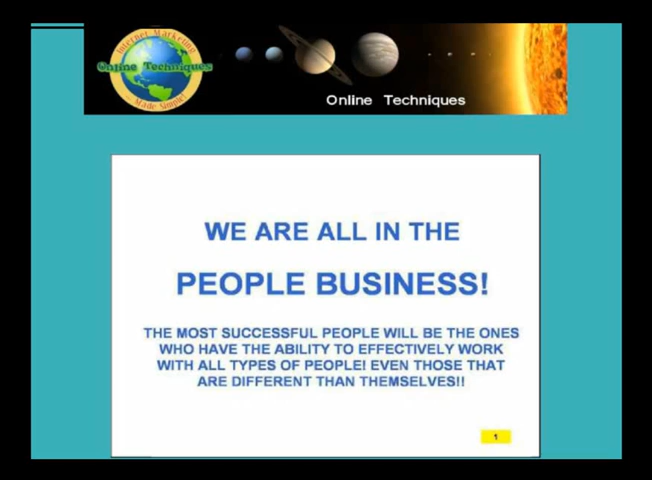 Internet Marketing
Online Techniques
Made Simple!
Online Techniques
WE ARE ALL IN THE
PEOPLE BUSINESS!
THE MOST SUCCESSFUL PEOPLE WILL BE THE ONES
WHO HAVE THE ABILITY TO EFFECTIVELY WORK
WITH ALL TYPES OF PEOPLE! EVEN THOSE THAT
ARE DIFFERENT THAN THEMSELVES!!
1